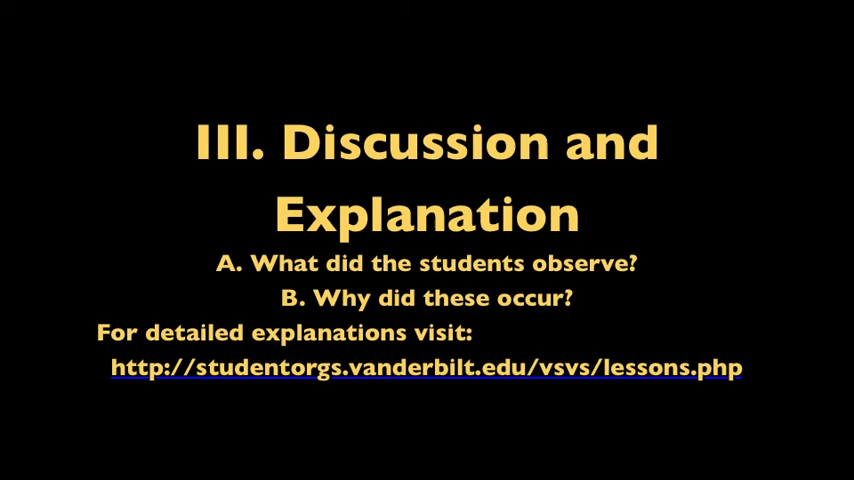 III. Discussion and
Explanation
A. What did the students observe?
B. Why did these occur?
For detailed explanations visit:
http://studentorgs.vanderbilt.edu/vsvs/lessons.php